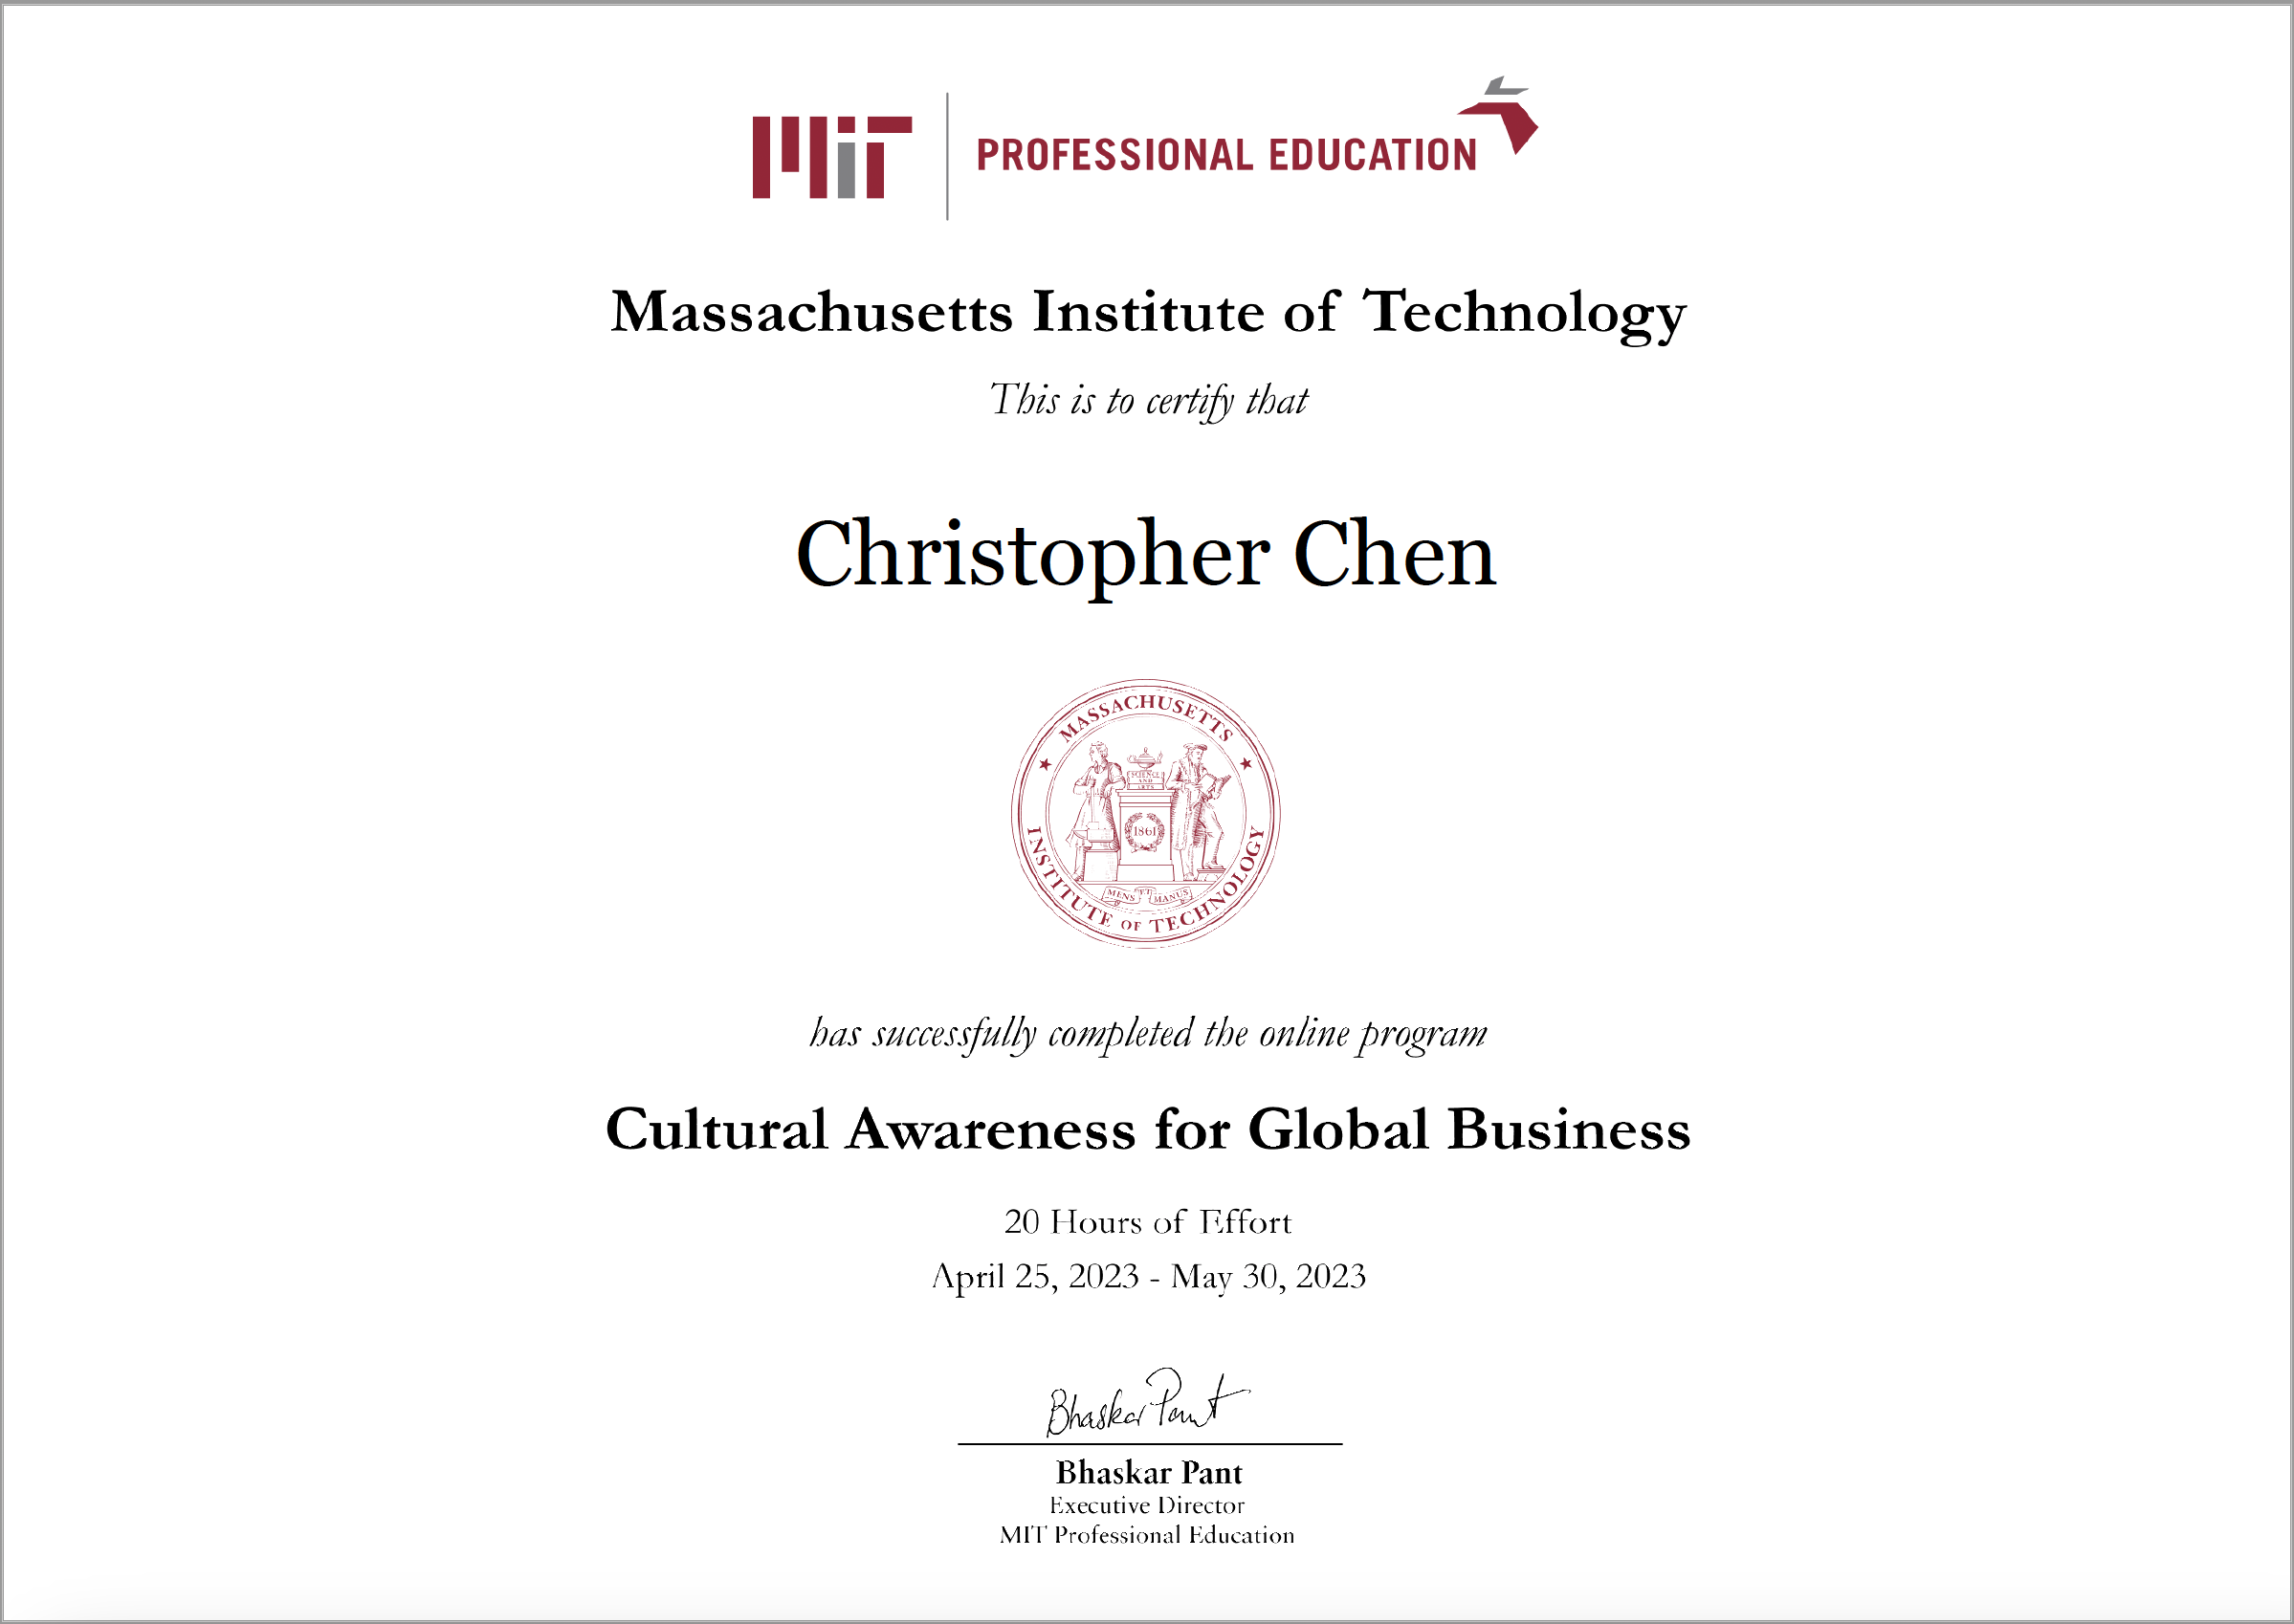 MIT
PROFESSIONAL EDUCATION
Massachusetts Institute of Technology
This is to certify that
Christopher Chen
MASSACHUSETTS
INSTITUTE OF TECHNOLOGY
SCIENCE
AND
ARTS
1861
MENS ET MANUS
has successfully completed the online program
Cultural Awareness for Global Business
20 Hours of Effort
April 25, 2023 - May 30, 2023
Bhaskar Pant
Bhaskar Pant
Executive Director
MIT Professional Education